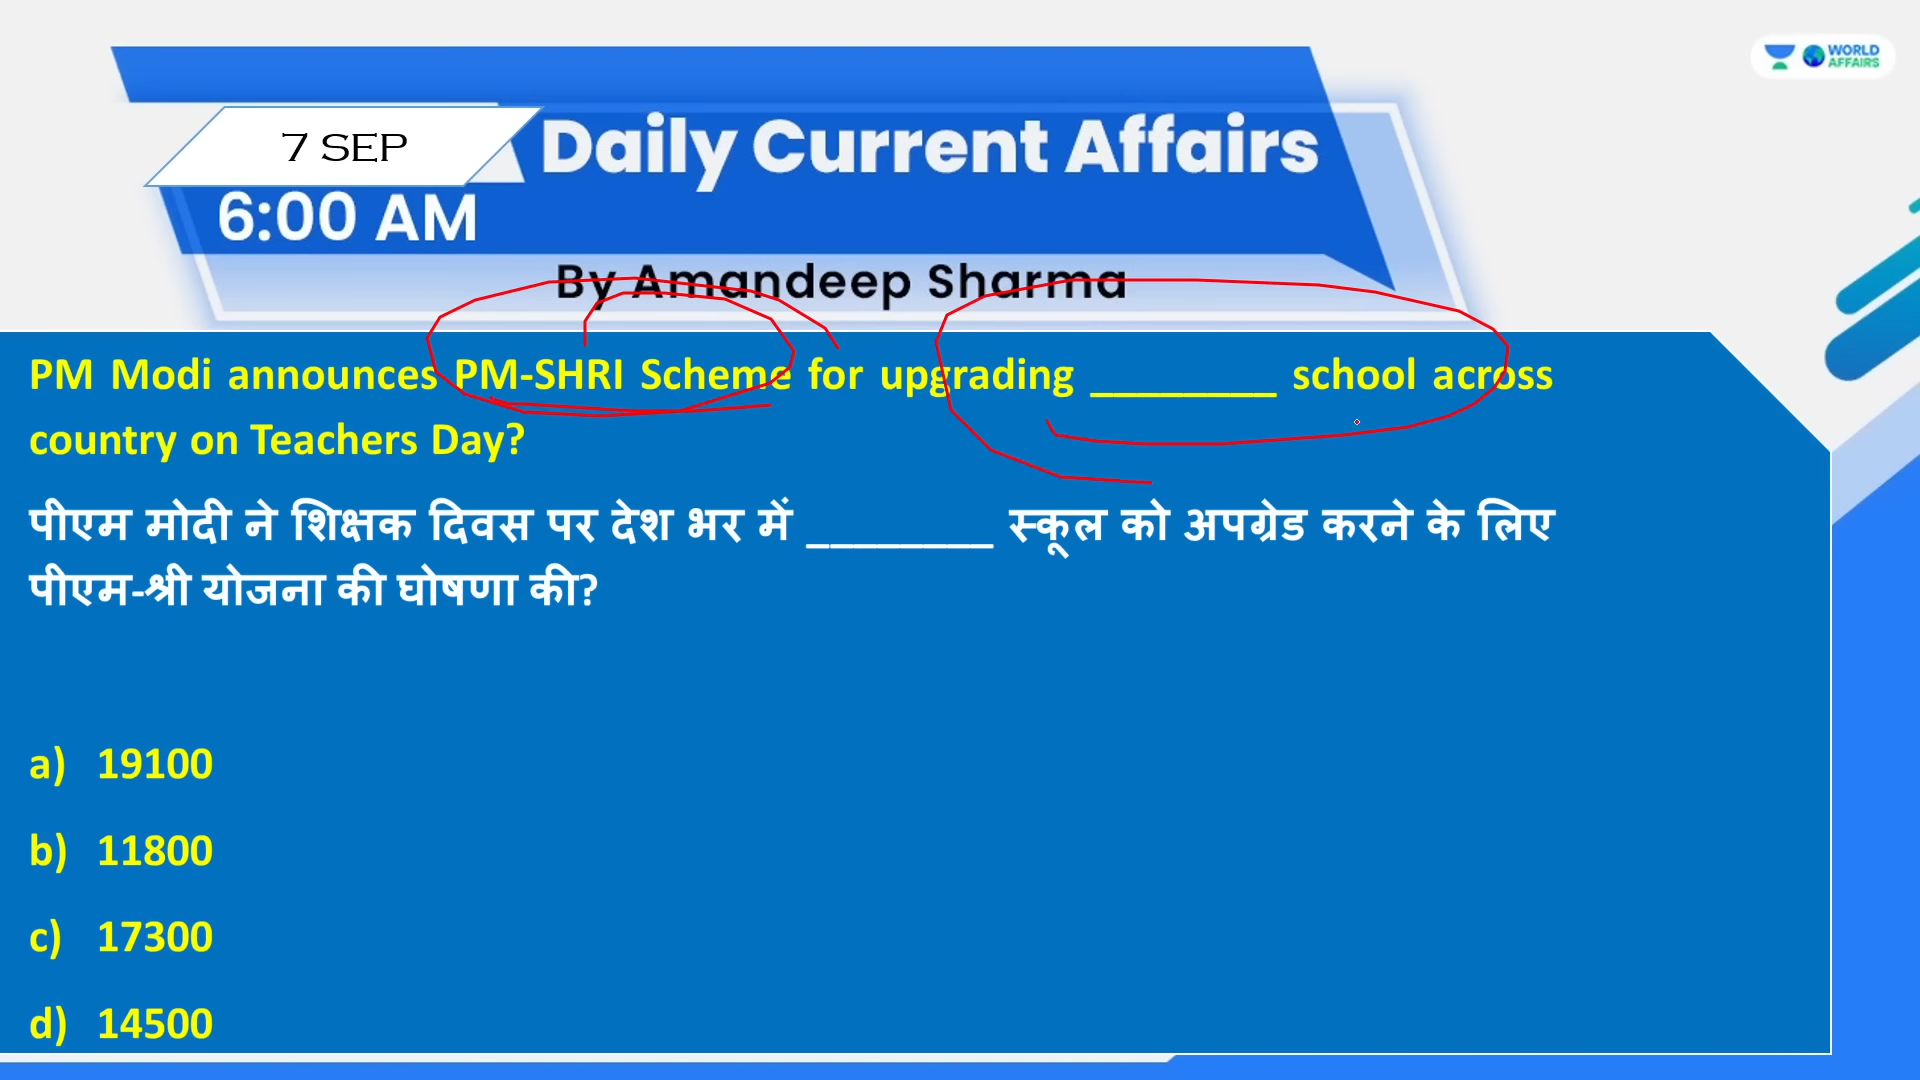 WORLD
AFFAIRS
7 SEP
Daily Current Affairs
6:00 AM
By Amandeep Sharma
PM Modi announces PM-SHRI Scheme for upgrading ________ school across
country on Teachers Day?
पीएम मोदी ने शिक्षक दिवस पर देश भर में ________ स्कूल को अपग्रेड करने के लिए
पीएम-श्री योजना की घोषणा की?
a) 19100
b) 11800
c) 17300
d) 14500